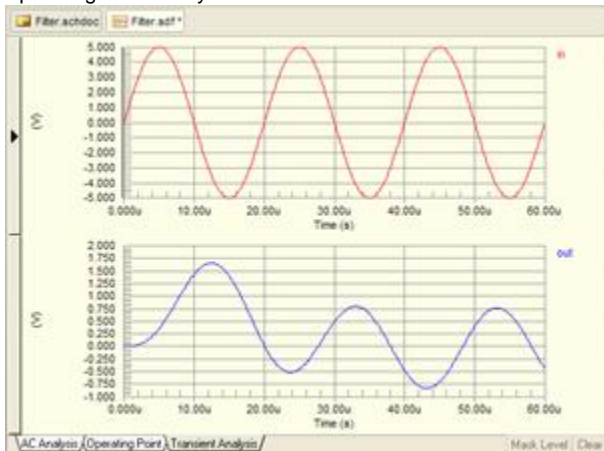 Filter.schdoc Filter.sdf *
5.000
4.000
3.000
2.000
1.000
0.000
-1.000
-2.000
-3.000
-4.000
-5.000
(V)
in
0.000u 10.00u 20.00u 30.00u 40.00u 50.00u 60.00u
Time (s)
2.000
1.750
1.500
1.250
1.000
0.750
0.500
0.250
0.000
-0.250
-0.500
-0.750
-1.000
(V)
out
0.000u 10.00u 20.00u 30.00u 40.00u 50.00u 60.00u
Time (s)
AC Analysis Operating Point Transient Analysis
Mask Level Clear